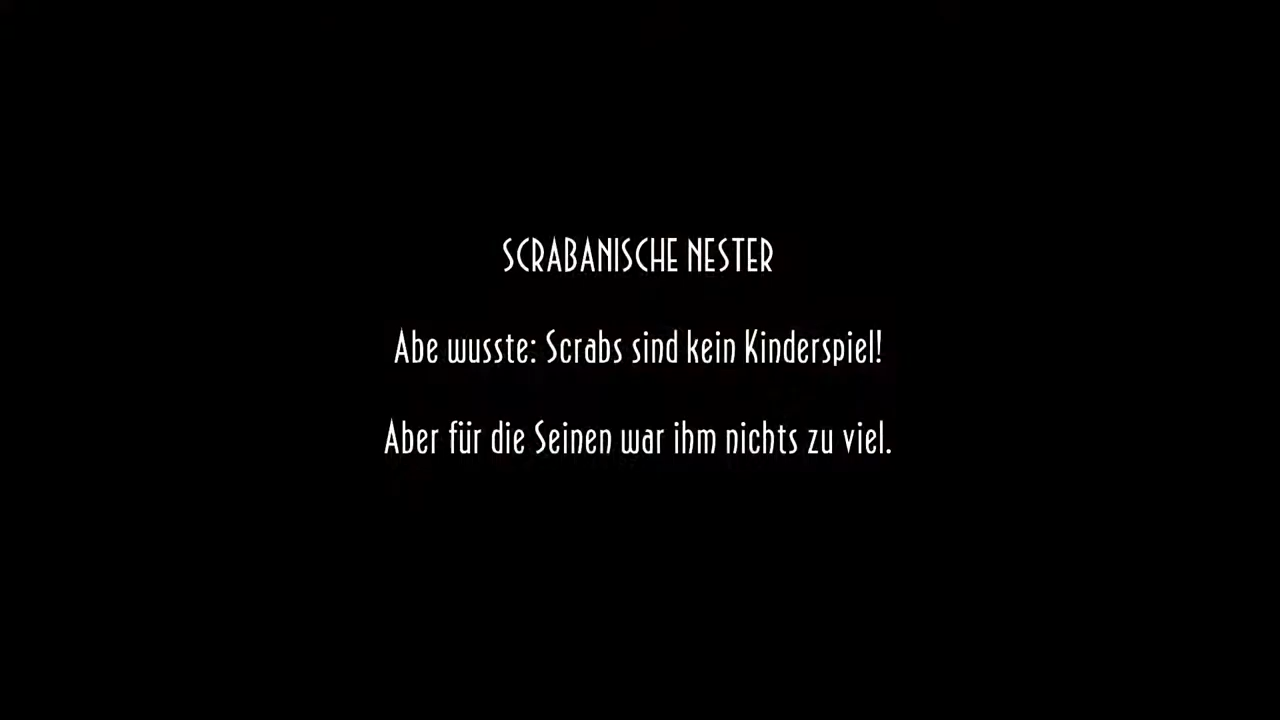 SCRABANISCHE NESTER
Abe wusste: Scrabs sind kein Kinderspiel!
Aber für die Seinen war ihm nichts zu viel.